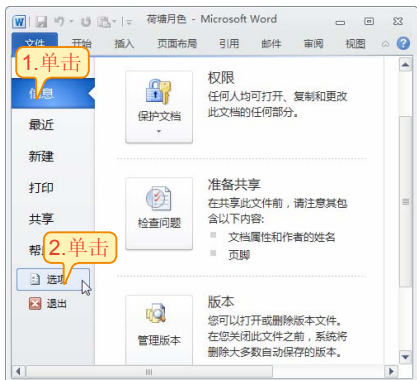 荷塘月色 - Microsoft Word
文件 开始 插入 页面布局 引用 邮件 审阅 视图
1.单击
信息
最近
新建
打印
共享
帮
2.单击
选项
退出
保护文档
权限
任何人均可打开、复制和更改
此文档的任何部分。
检查问题
准备共享
在共享此文件前，请注意其包
含以下内容:
文档属性和作者的姓名
页脚
管理版本
版本
您可以打开或删除版本文件。
在您关闭此文件之前，系统将
删除大多数自动保存的版本。